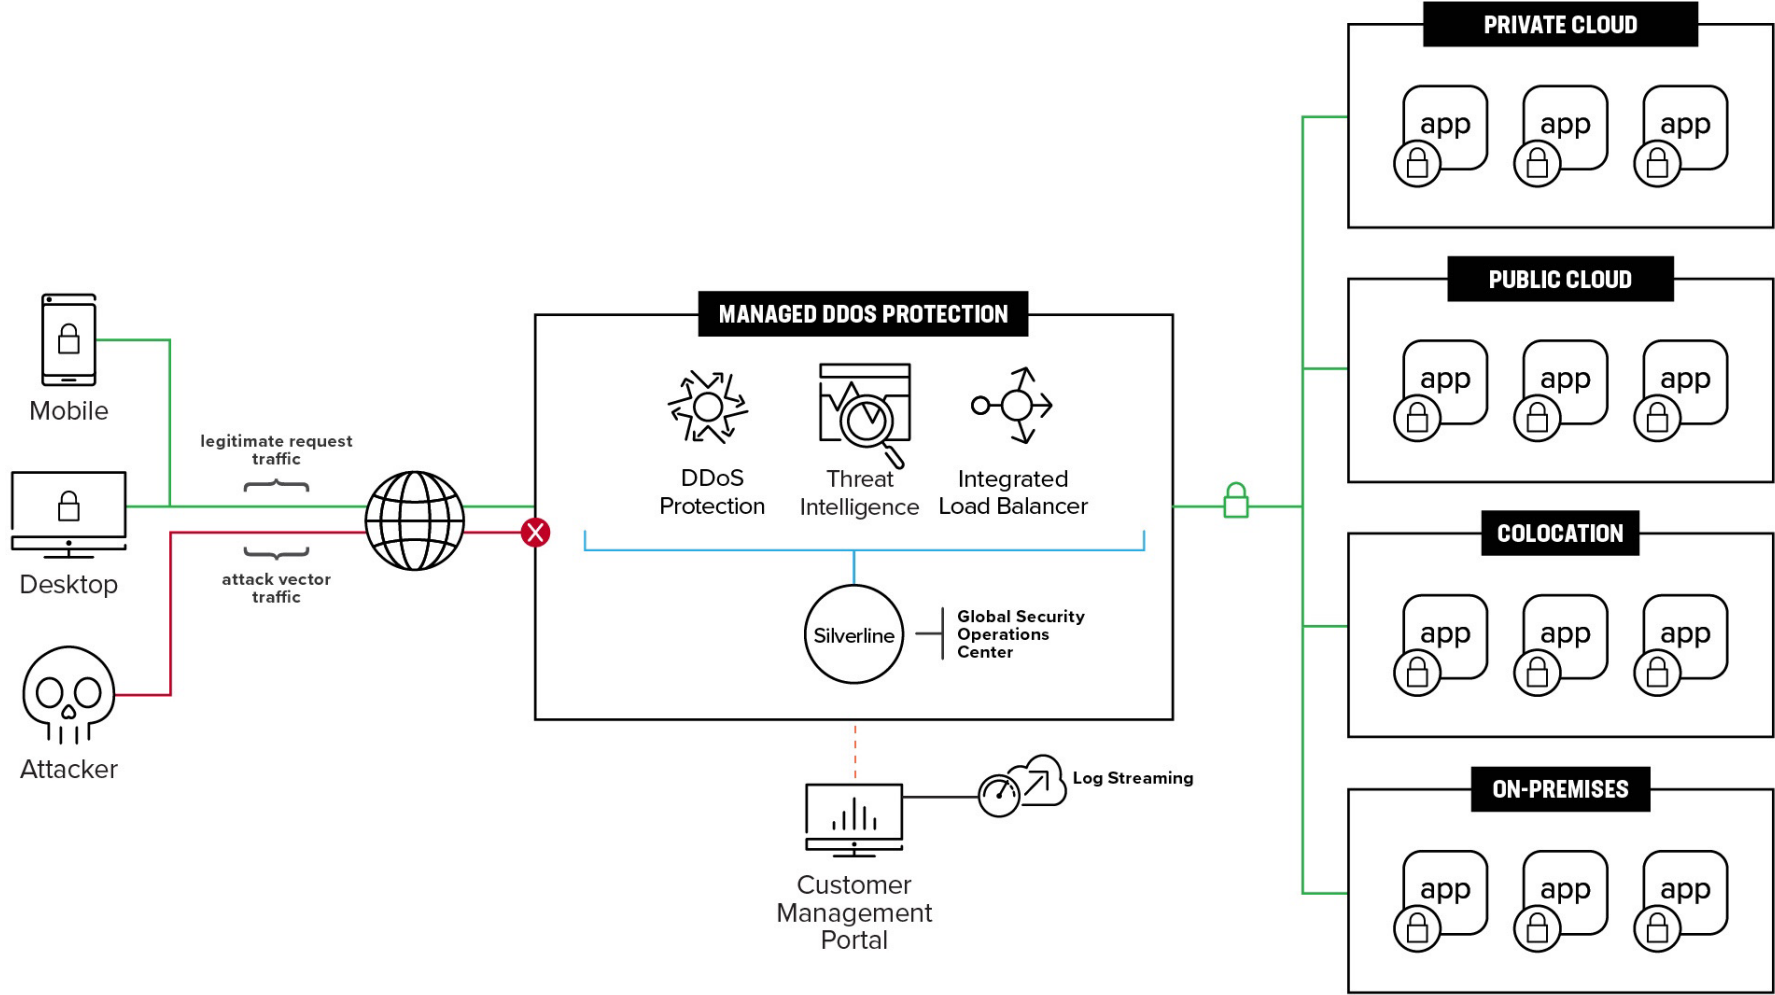 Mobile
legitimate request
traffic
Desktop
attack vector
traffic
Attacker
MANAGED DDOS PROTECTION
DDoS
Protection
Threat
Intelligence
Integrated
Load Balancer
Silverline
Global Security
Operations
Center
Customer
Management
Portal
Log Streaming
PRIVATE CLOUD
app
app
app
PUBLIC CLOUD
app
app
app
COLOCATION
app
app
app
ON-PREMISES
app
app
app